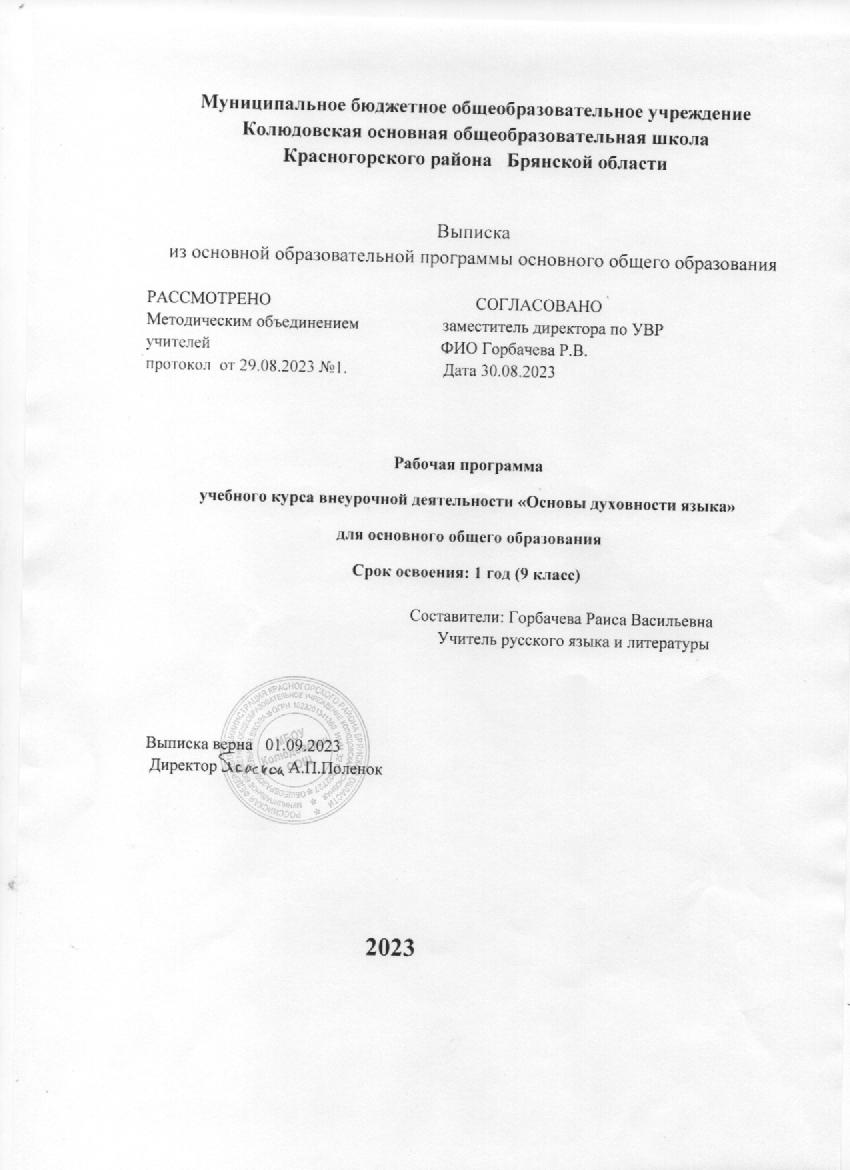 Муниципальное бюджетное общеобразовательное учреждение
Колюдовская основная общеобразовательная школа
Красногорского района Брянской области
Выписка
из основной образовательной программы основного общего образования
РАССМОТРЕНО
Методическим объединением
учителей
протокол от 29.08.2023 №1.
СОГЛАСОВАНО
заместитель директора по УВР
ФИО Горбачева Р.В.
Дата 30.08.2023
Рабочая программа
учебного курса внеурочной деятельности «Основы духовности языка»
для основного общего образования
Срок освоения: 1 год (9 класс)
Составители: Горбачева Раиса Васильевна
Учитель русского языка и литературы
Выписка верна 01.09.2023
Директор А.П.Поленок
МБОУ
2023